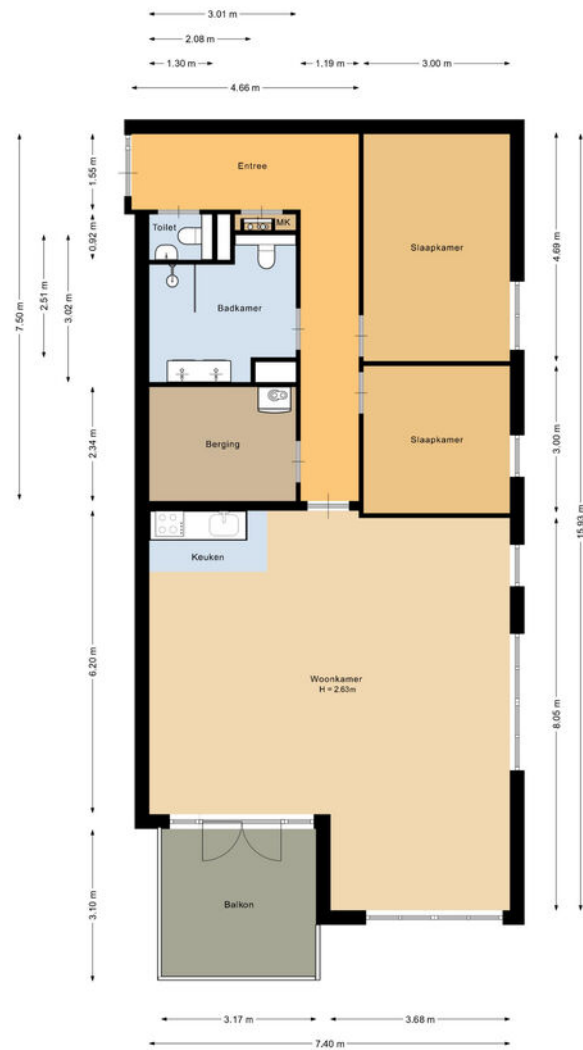 3.01 m
2.08 m
1.30 m
1.19 m
3.00 m
4.66 m
1.55 m
Entree
0.92 m
Toilet
MK
Slaapkamer
4.69 m
7.50 m
2.51 m
3.02 m
Badkamer
2.34 m
Berging
Slaapkamer
3.00 m
15.93 m
Keuken
6.20 m
Woonkamer
H = 2.63m
8.05 m
3.10 m
Balkon
3.17 m
3.68 m
7.40 m